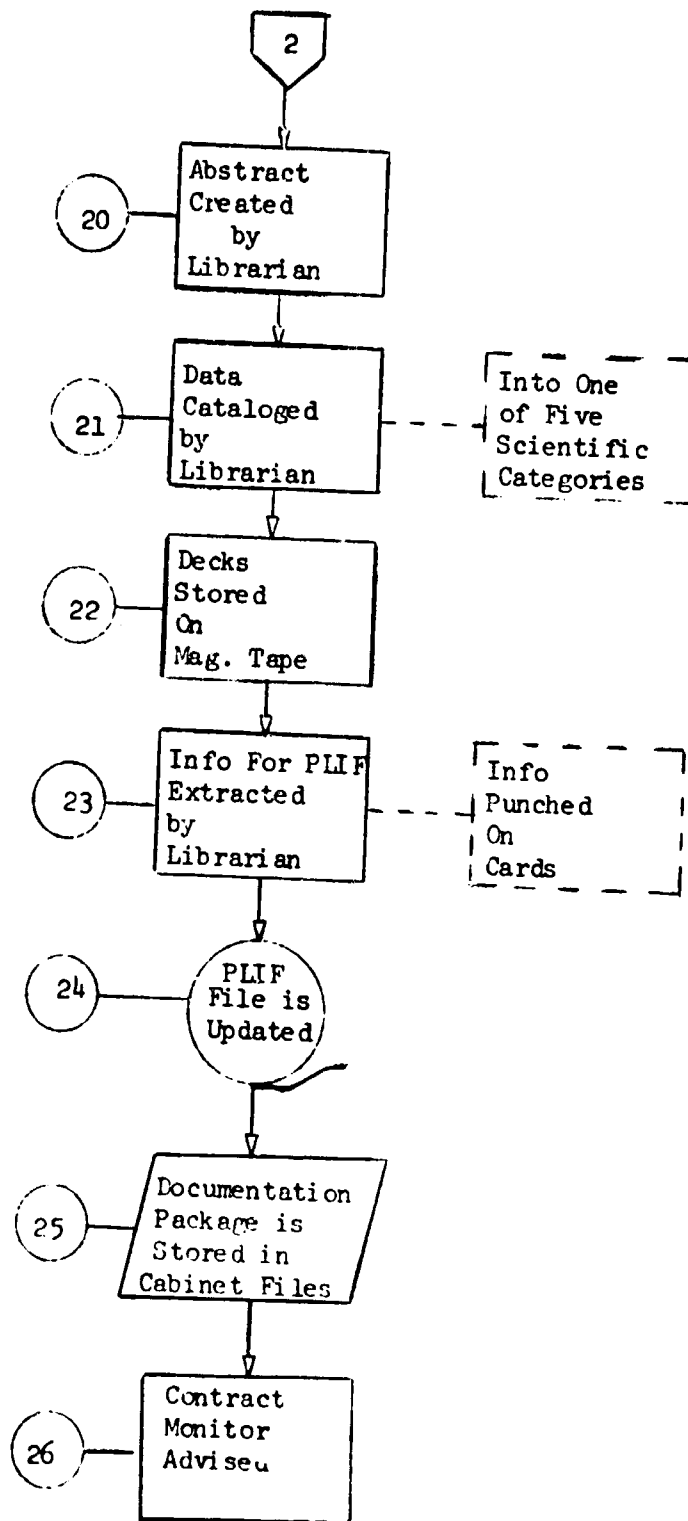 2
20
Abstract
Created
by
Librarian
21
Data
Cataloged
by
Librarian
Into One
of Five
Scientific
Categories
22
Decks
Stored
On
Mag. Tape
23
Info For PLIF
Extracted
by
Librarian
Info
Punched
On
Cards
24
PLIF
File is
Updated
25
Documentation
Package is
Stored in
Cabinet Files
26
Contract
Monitor
Advised